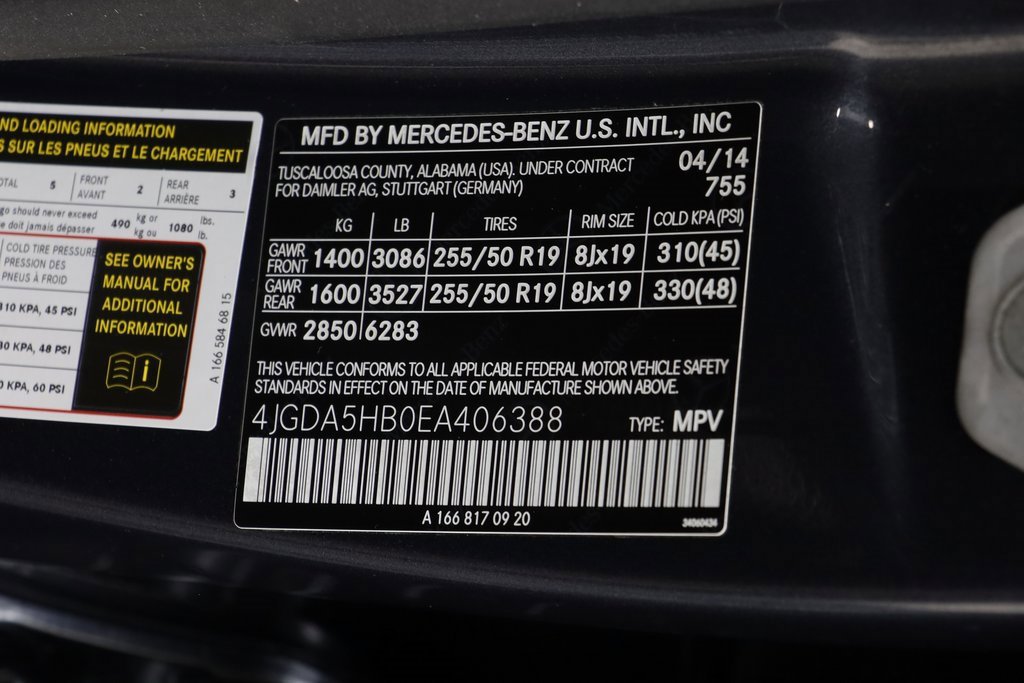 ND LOADING INFORMATION
S SUR LES PNEUS ET LE CHARGEMENT
OTAL 5 FRONT AVANT 2 REAR ARRIÈRE 3
go should never exceed
e doit jamais dépasser 490 kg or kg ou 1080 lbs. lb.
COLD TIRE PRESSURE
PRESSION DES
PNEUS À FROID
310 KPA, 45 PSI
30 KPA, 48 PSI
0 KPA, 60 PSI
SEE OWNER'S
MANUAL FOR
ADDITIONAL
INFORMATION
i
A 166 584 68 15
MFD BY MERCEDES-BENZ U.S. INTL., INC
TUSCALOOSA COUNTY, ALABAMA (USA). UNDER CONTRACT
FOR DAIMLER AG, STUTTGART (GERMANY)
04/14
755
KG LB TIRES RIM SIZE COLD KPA (PSI)
GAWR FRONT 1400 3086 255/50 R19 8Jx19 310(45)
GAWR REAR 1600 3527 255/50 R19 8Jx19 330(48)
GVWR 2850 6283
THIS VEHICLE CONFORMS TO ALL APPLICABLE FEDERAL MOTOR VEHICLE SAFETY
STANDARDS IN EFFECT ON THE DATE OF MANUFACTURE SHOWN ABOVE.
4JGDA5HB0EA406388 TYPE: MPV
A 166 817 09 20